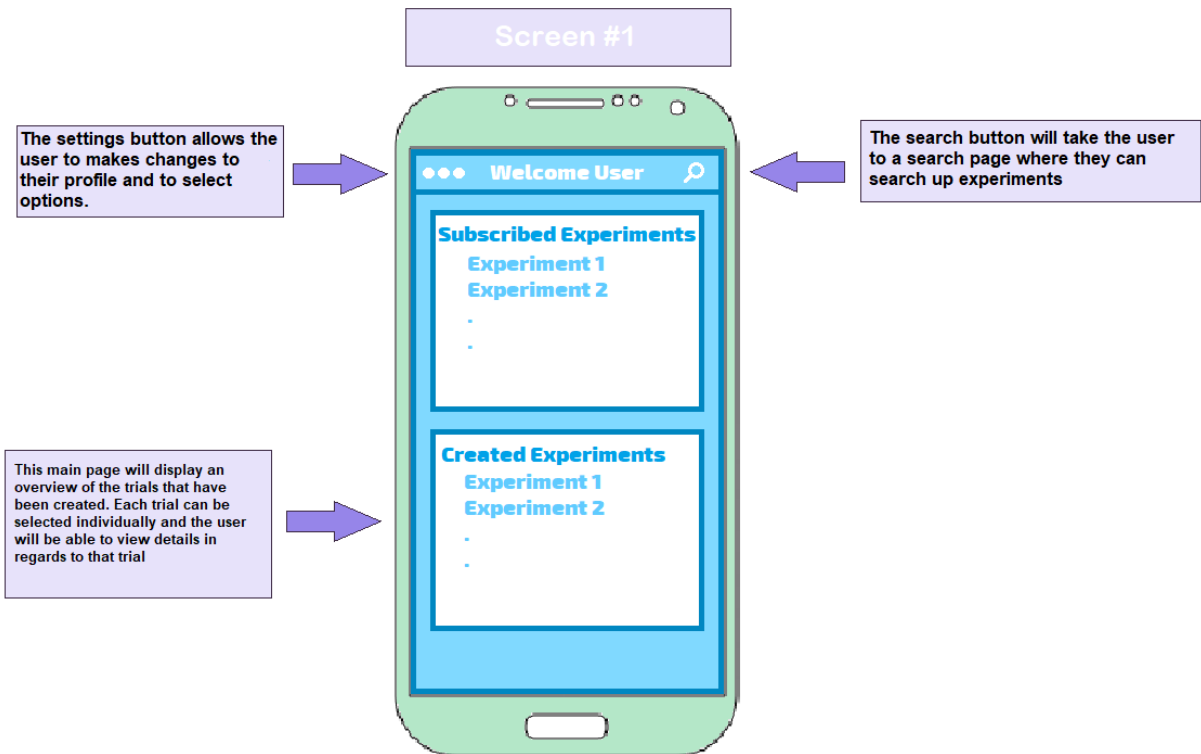 Screen #1
The settings button allows the
user to makes changes to
their profile and to select
options.
The search button will take the user
to a search page where they can
search up experiments
Welcome User
Subscribed Experiments
Experiment 1
Experiment 2
.
.
This main page will display an
overview of the trials that have
been created. Each trial can be
selected individually and the user
will be able to view details in
regards to that trial
Created Experiments
Experiment 1
Experiment 2
.
.